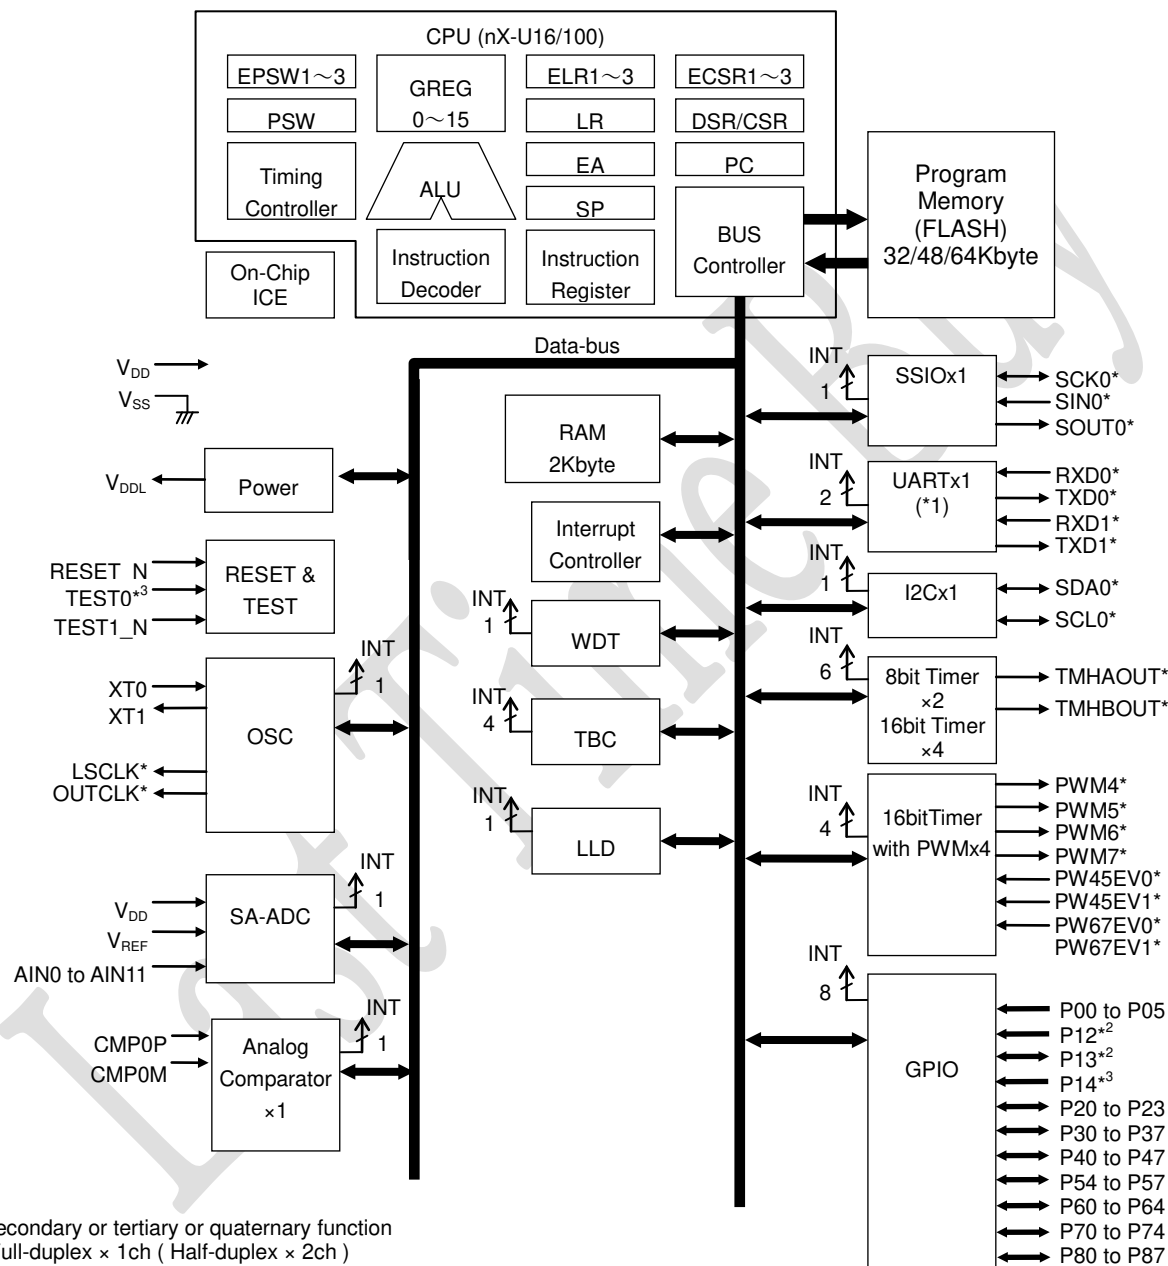 CPU (nX-U16/100)
EPSW1～3
GREG
0～15
ELR1～3
ECSR1～3
PSW
LR
DSR/CSR
Timing
Controller
ALU
EA
PC
SP
BUS
Controller
Program
Memory
(FLASH)
32/48/64Kbyte
On-Chip
ICE
Instruction
Decoder
Instruction
Register
Data-bus
VDD
VSS
VDDL
Power
RESET_N
TEST0*3
TEST1_N
RESET &
TEST
XT0
XT1
LSCLK*
OUTCLK*
OSC
INT
1
VDD
VREF
AIN0 to AIN11
SA-ADC
INT
1
CMP0P
CMP0M
Analog
Comparator
×1
INT
1
RAM
2Kbyte
Interrupt
Controller
INT
1
WDT
INT
4
TBC
INT
1
LLD
INT
1
SSIOx1
SCK0*
SIN0*
SOUT0*
INT
2
UARTx1
(*1)
RXD0*
TXD0*
RXD1*
TXD1*
INT
1
I2Cx1
SDA0*
SCL0*
INT
6
8bit Timer
×2
16bit Timer
×4
TMHAOUT*
TMHBOUT*
INT
4
16bitTimer
with PWMx4
PWM4*
PWM5*
PWM6*
PWM7*
PW45EV0*
PW45EV1*
PW67EV0*
PW67EV1*
INT
8
GPIO
P00 to P05
P12*2
P13*2
P14*3
P20 to P23
P30 to P37
P40 to P47
P54 to P57
P60 to P64
P70 to P74
P80 to P87
econdary or tertiary or quaternary function
ull-duplex × 1ch ( Half-duplex × 2ch )
Last Time Buy